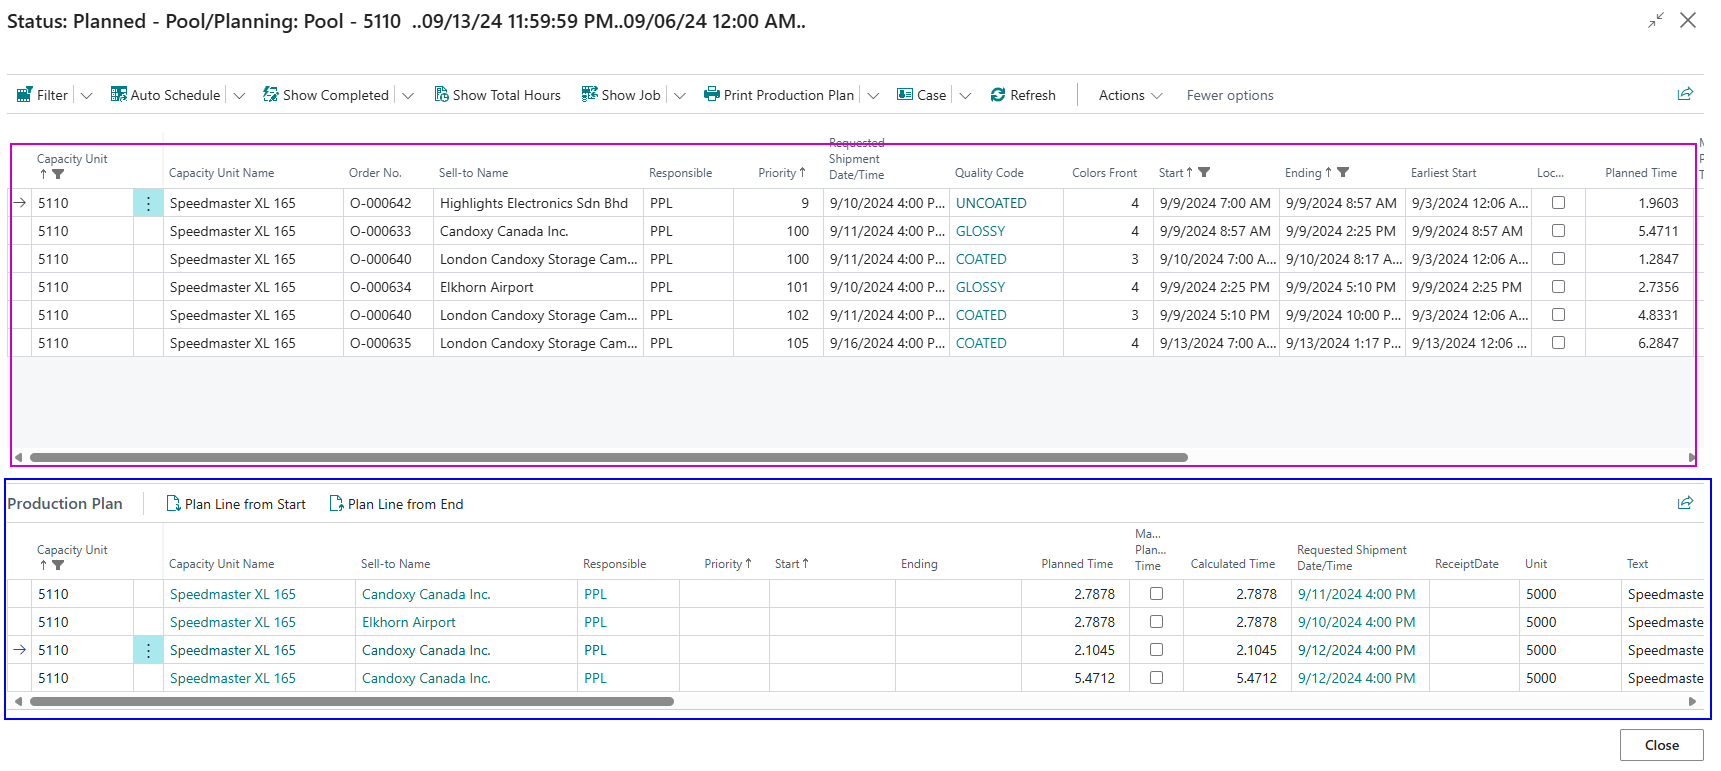 Status: Planned - Pool/Planning: Pool - 5110 ..09/13/24 11:59:59 PM..09/06/24 12:00 AM..
Filter Auto Schedule Show Completed Show Total Hours Show Job Print Production Plan Case Refresh Actions Fewer options
Capacity Unit Capacity Unit Name Order No. Sell-to Name Responsible Priority Requested Shipment Date/Time Quality Code Colors Front Start Ending Earliest Start Loc... Planned Time
5110 Speedmaster XL 165 O-000642 Highlights Electronics Sdn Bhd PPL 9 9/10/2024 4:00 P... UNCOATED 4 9/9/2024 7:00 AM 9/9/2024 8:57 AM 9/3/2024 12:06 A... 1.9603
5110 Speedmaster XL 165 O-000633 Candoxy Canada Inc. PPL 100 9/11/2024 4:00 P... GLOSSY 4 9/9/2024 8:57 AM 9/9/2024 2:25 PM 9/9/2024 8:57 AM 5.4711
5110 Speedmaster XL 165 O-000640 London Candoxy Storage Cam... PPL 100 9/11/2024 4:00 P... COATED 3 9/10/2024 7:00 A... 9/10/2024 8:17 A... 9/3/2024 12:06 A... 1.2847
5110 Speedmaster XL 165 O-000634 Elkhorn Airport PPL 101 9/10/2024 4:00 P... GLOSSY 4 9/9/2024 2:25 PM 9/9/2024 5:10 PM 9/9/2024 2:25 PM 2.7356
5110 Speedmaster XL 165 O-000640 London Candoxy Storage Cam... PPL 102 9/11/2024 4:00 P... COATED 3 9/9/2024 5:10 PM 9/9/2024 10:00 P... 9/3/2024 12:06 A... 4.8331
5110 Speedmaster XL 165 O-000635 London Candoxy Storage Cam... PPL 105 9/16/2024 4:00 P... COATED 4 9/13/2024 7:00 A... 9/13/2024 1:17 P... 9/13/2024 12:06 ... 6.2847
Production Plan Plan Line from Start Plan Line from End
Capacity Unit Capacity Unit Name Sell-to Name Responsible Priority Start Ending Planned Time Ma... Plan... Time Calculated Time Requested Shipment Date/Time ReceiptDate Unit Text
5110 Speedmaster XL 165 Candoxy Canada Inc. PPL 2.7878 2.7878 9/11/2024 4:00 PM 5000 Speedmaste
5110 Speedmaster XL 165 Elkhorn Airport PPL 2.7878 2.7878 9/10/2024 4:00 PM 5000 Speedmaste
5110 Speedmaster XL 165 Candoxy Canada Inc. PPL 2.1045 2.1045 9/12/2024 4:00 PM 5000 Speedmaste
5110 Speedmaster XL 165 Candoxy Canada Inc. PPL 5.4712 5.4712 9/12/2024 4:00 PM 5000 Speedmaste
Close